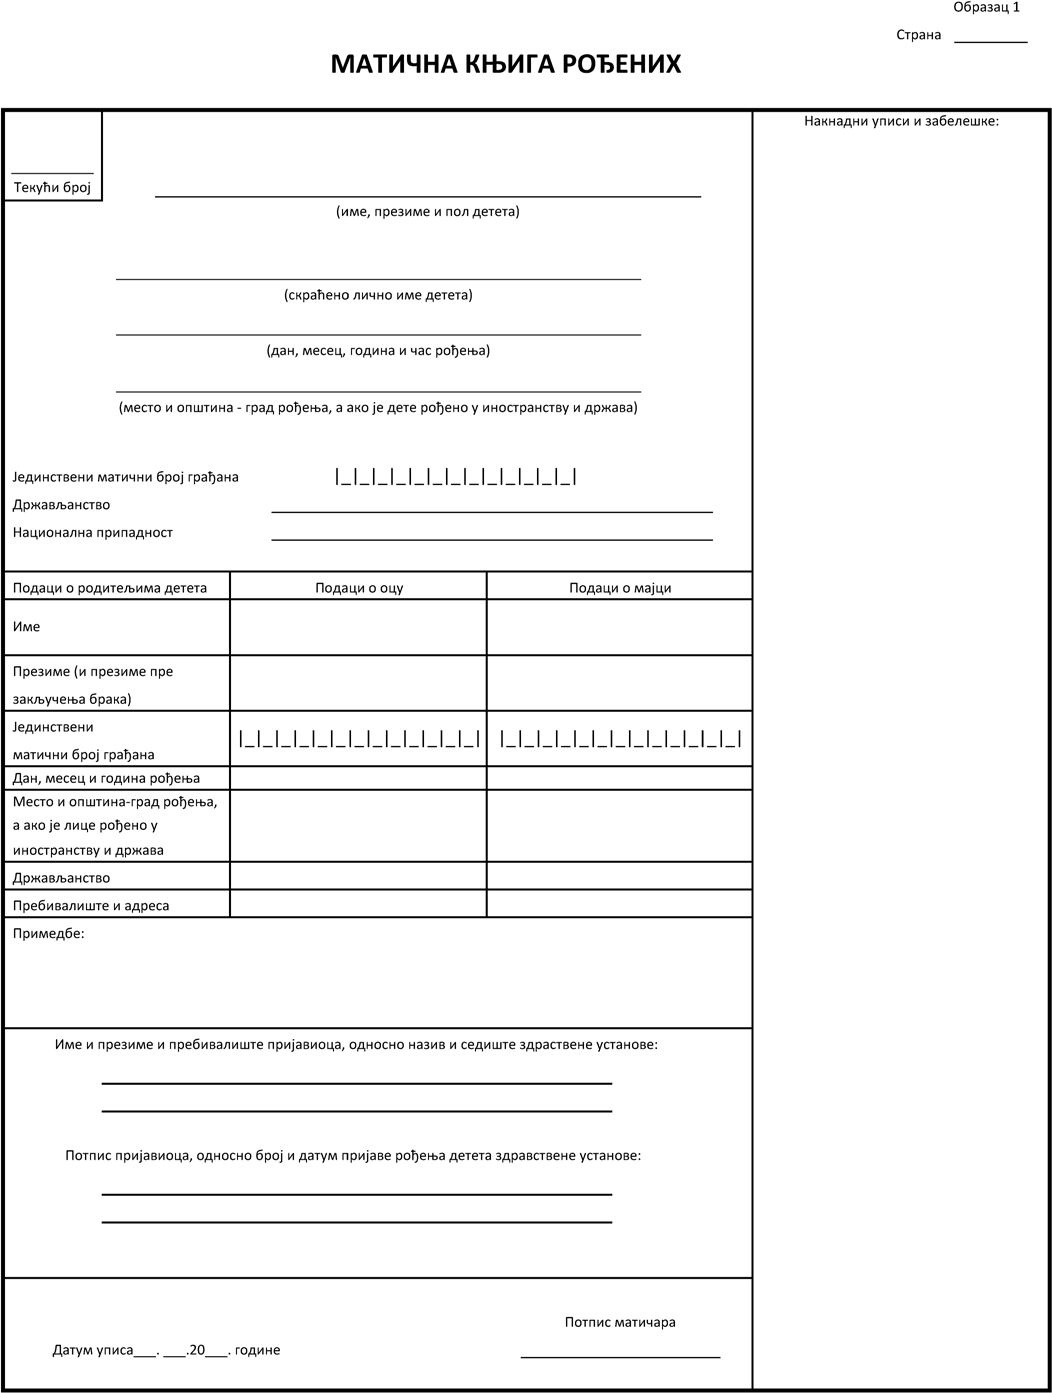 Образац 1
Страна ________
МАТИЧНА КЊИГА РОЂЕНИХ
Накнадни уписи и забелешке:
Текући број
(име, презиме и пол детета)
(скраћено лично име детета)
(дан, месец, година и час рођења)
(место и општина - град рођења, а ако је дете рођено у иностранству и држава)
Јединствени матични број грађана |_|_|_|_|_|_|_|_|_|_|_|_|_|
Држављанство
Национална припадност
Подаци о родитељима детета Подаци о оцу Подаци о мајци
Име
Презиме (и презиме пре
закључења брака)
Јединствени
матични број грађана |_|_|_|_|_|_|_|_|_|_|_|_|_| |_|_|_|_|_|_|_|_|_|_|_|_|_|
Дан, месец и година рођења
Место и општина-град рођења,
а ако је лице рођено у
иностранству и држава
Држављанство
Пребивалиште и адреса
Примедбе:
Име и презиме и пребивалиште пријавиоца, односно назив и седиште здраствене установе:
Потпис пријавиоца, односно број и датум пријаве рођења детета здравствене установе:
Потпис матичара
Датум уписа___. ___.20___. године